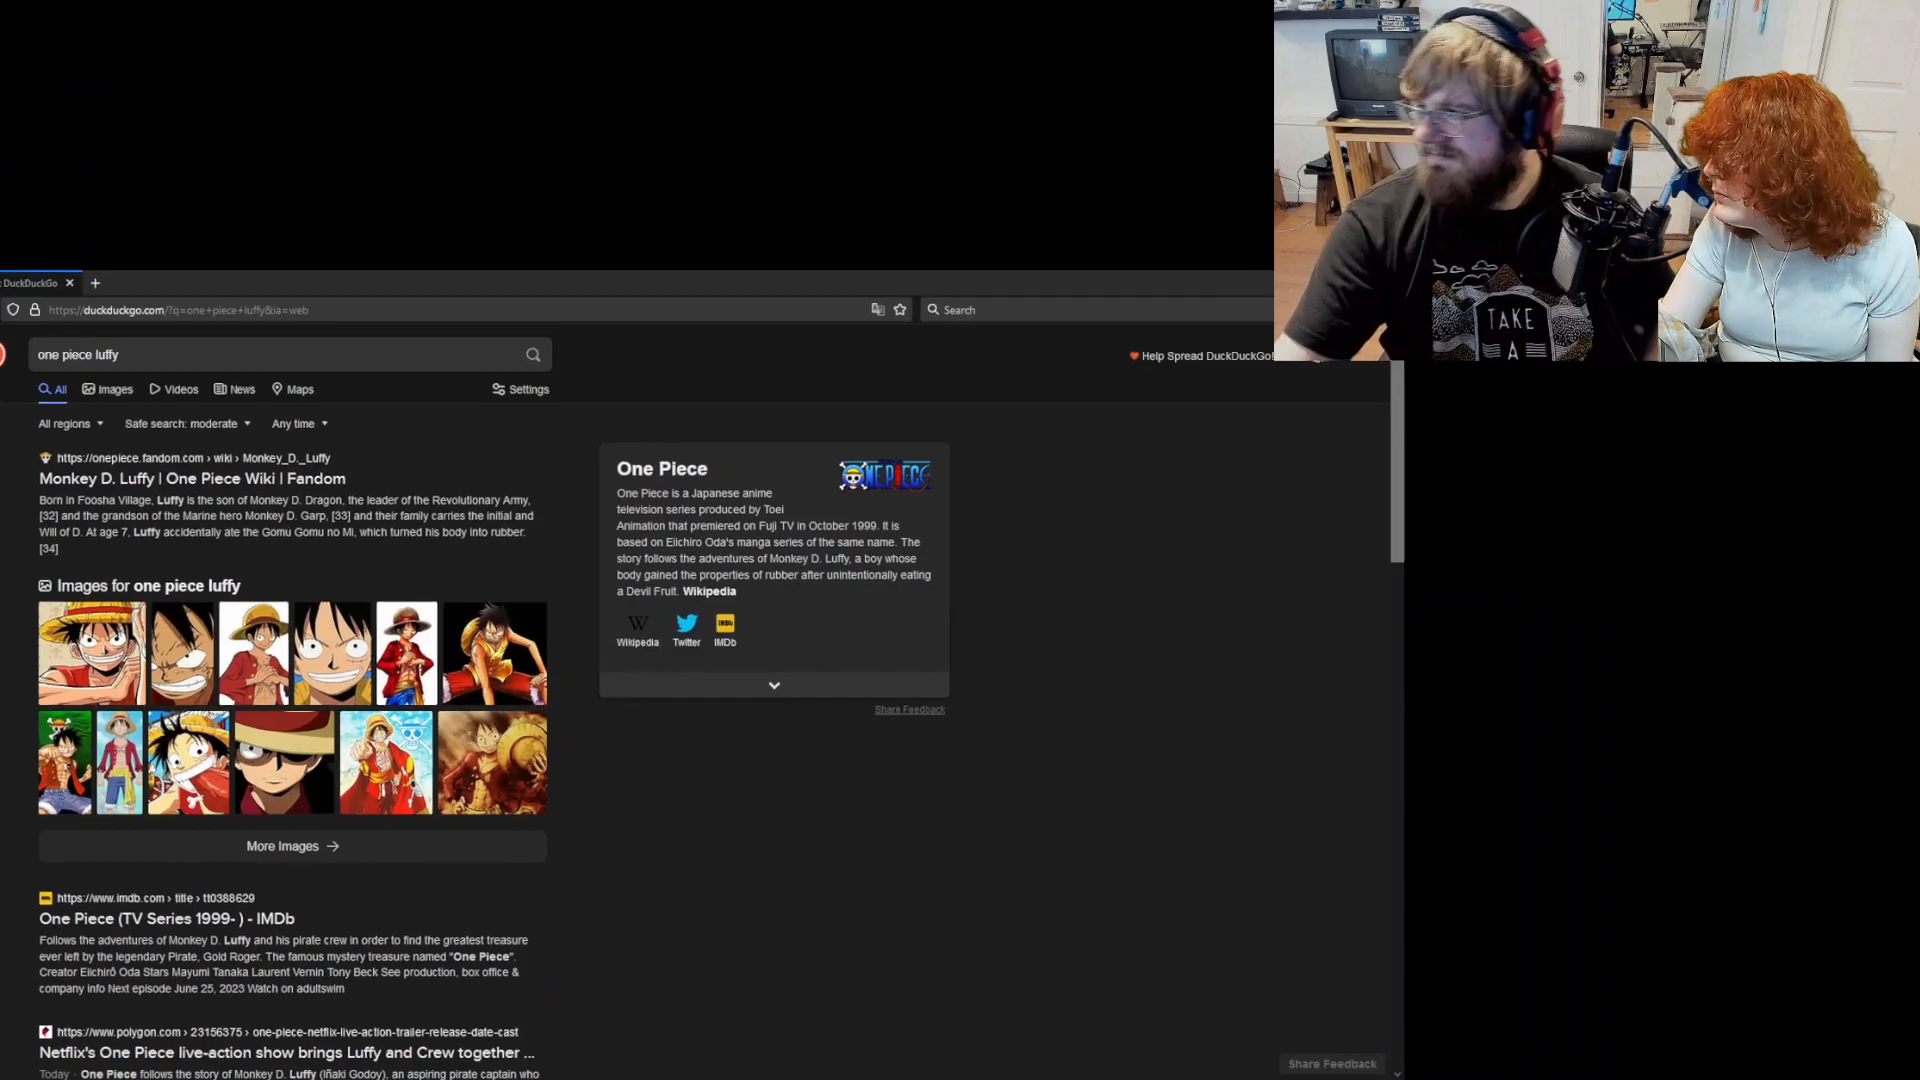 DuckDuckGo
https://duckduckgo.com/?q=one+piece+luffy&ia=web
Search
one piece luffy
Help Spread DuckDuckGo!
All
Images
Videos
News
Maps
Settings
All regions
Safe search: moderate
Any time
https://onepiece.fandom.com › wiki › Monkey_D._Luffy
Monkey D. Luffy | One Piece Wiki | Fandom
Born in Foosha Village, Luffy is the son of Monkey D. Dragon, the leader of the Revolutionary Army,
[32] and the grandson of the Marine hero Monkey D. Garp, [33] and their family carries the initial and
Will of D. At age 7, Luffy accidentally ate the Gomu Gomu no Mi, which turned his body into rubber.
[34]
Images for one piece luffy
More Images
https://www.imdb.com › title › tt0388629
One Piece (TV Series 1999- ) - IMDb
Follows the adventures of Monkey D. Luffy and his pirate crew in order to find the greatest treasure
ever left by the legendary Pirate, Gold Roger. The famous mystery treasure named "One Piece".
Creator Eiichirô Oda Stars Mayumi Tanaka Laurent Vernin Tony Beck See production, box office &
company info Next episode June 25, 2023 Watch on adultswim
https://www.polygon.com › 23156375 › one-piece-netflix-live-action-trailer-release-date-cast
Netflix's One Piece live-action show brings Luffy and Crew together ...
Today · One Piece follows the story of Monkey D. Luffy (Iñaki Godoy), an aspiring pirate captain who
One Piece
ONE PIECE
One Piece is a Japanese anime
television series produced by Toei
Animation that premiered on Fuji TV in October 1999. It is
based on Eiichiro Oda's manga series of the same name. The
story follows the adventures of Monkey D. Luffy, a boy whose
body gained the properties of rubber after unintentionally eating
a Devil Fruit. Wikipedia
W
IMDb
Wikipedia
Twitter
IMDb
Share Feedback
Share Feedback
TAKE
A